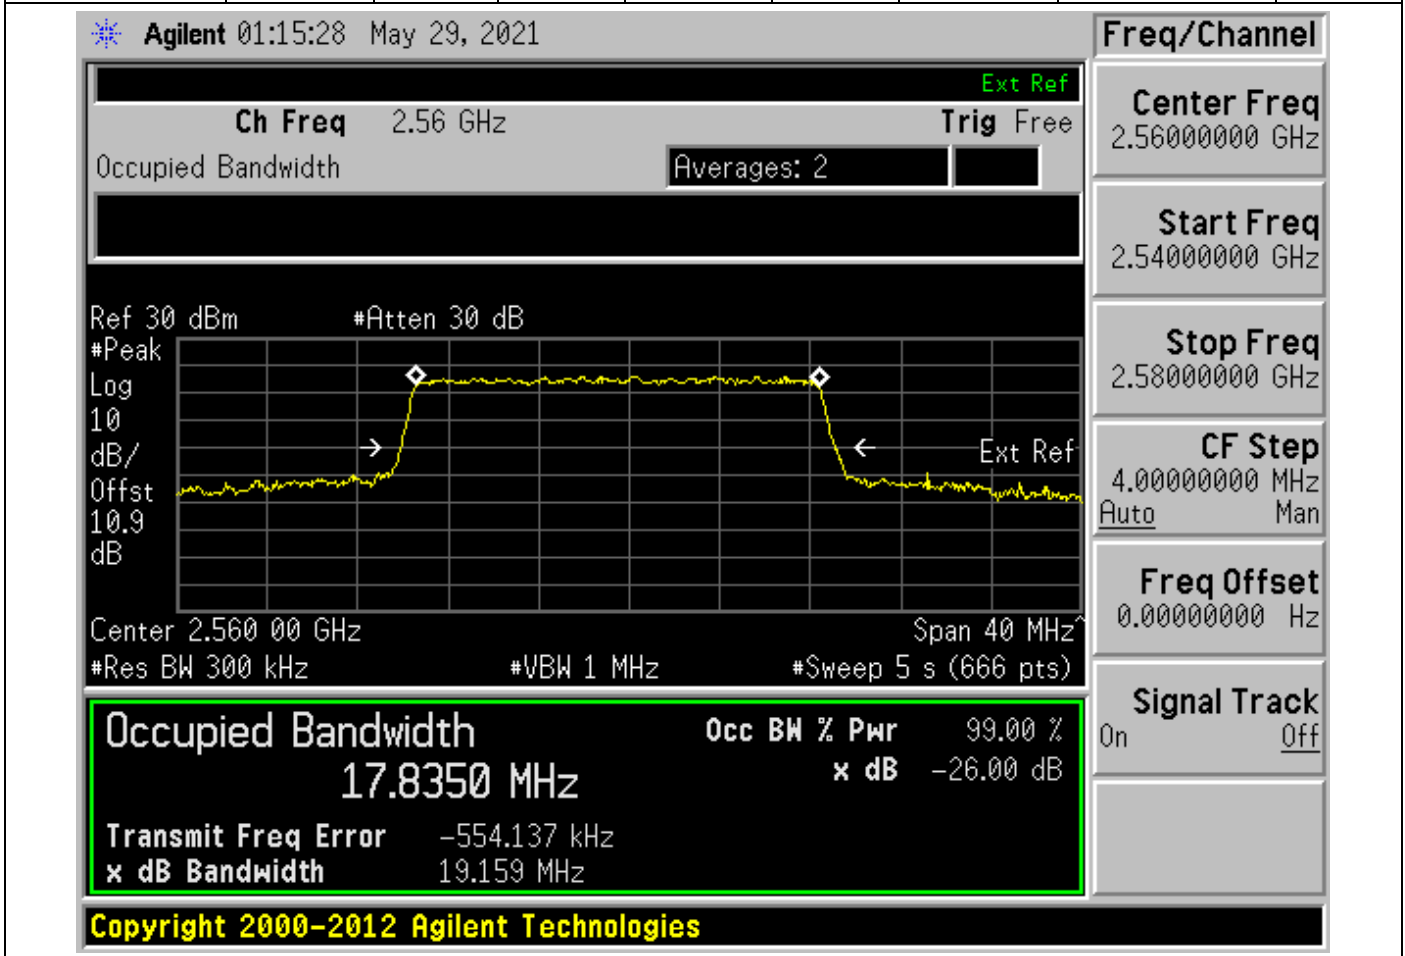 Agilent 01:15:28 May 29, 2021
Freq/Channel
Ext Ref
Ch Freq 2.56 GHz Trig Free
Occupied Bandwidth Averages: 2
Center Freq
2.56000000 GHz
Start Freq
2.54000000 GHz
Stop Freq
2.58000000 GHz
CF Step
4.00000000 MHz
Auto Man
Freq Offset
0.00000000 Hz
Signal Track
On Off
Ref 30 dBm #Atten 30 dB
#Peak
Log
10
dB/
Offst
10.9
dB
Ext Ref
Center 2.560 00 GHz Span 40 MHz^
#Res BW 300 kHz #VBW 1 MHz #Sweep 5 s (666 pts)
Occupied Bandwidth
17.8350 MHz
Occ BW % Pwr 99.00 %
x dB -26.00 dB
Transmit Freq Error -554.137 kHz
x dB Bandwidth 19.159 MHz
Copyright 2000-2012 Agilent Technologies